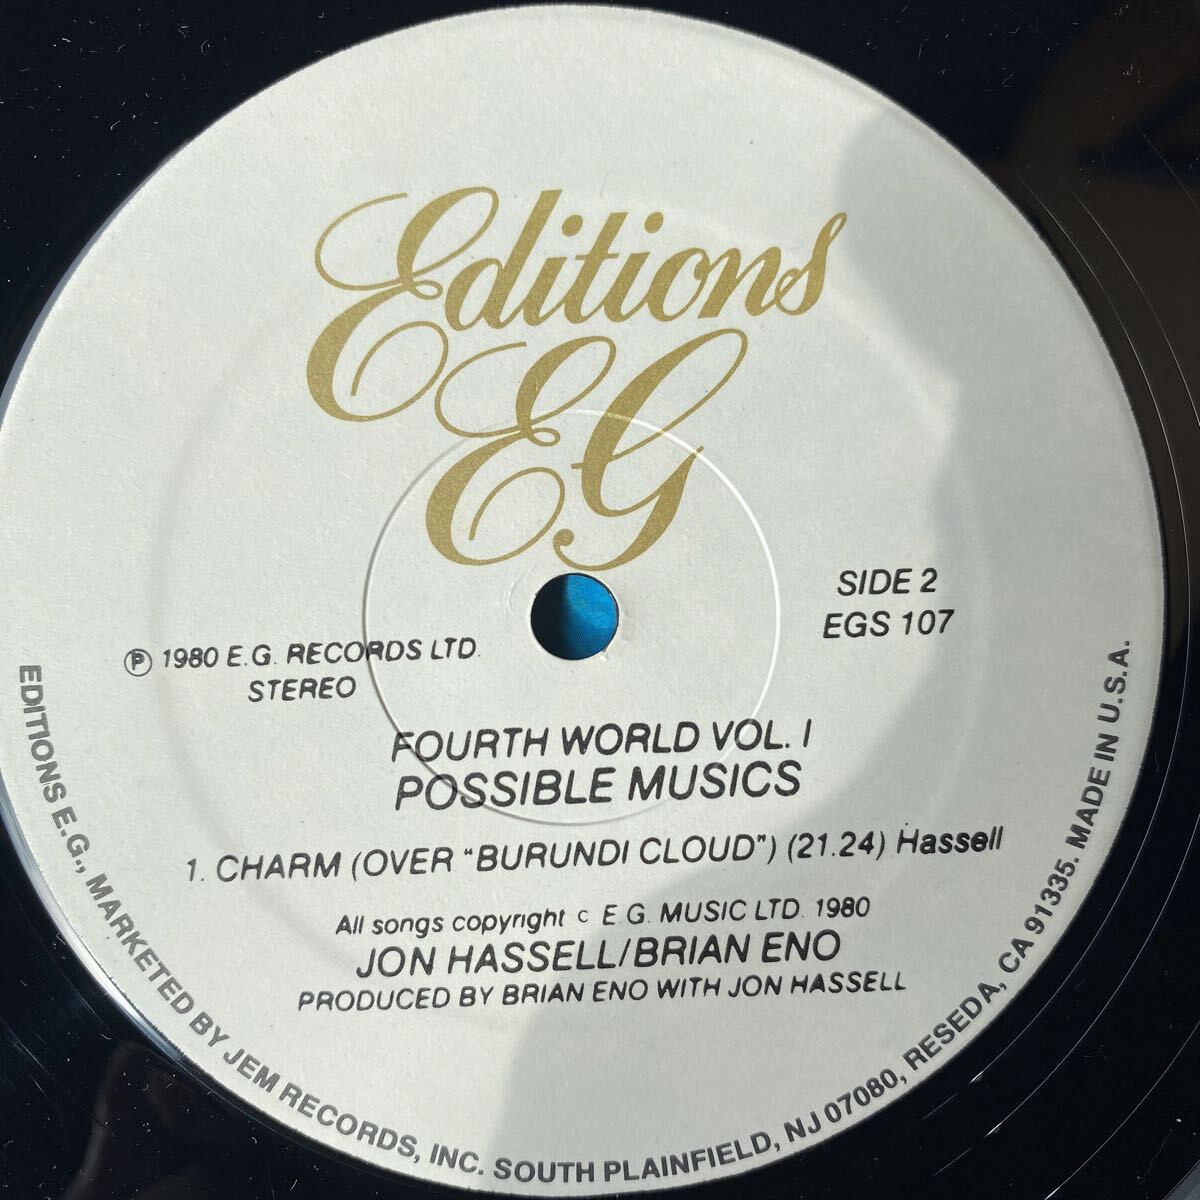 Editions
EG
SIDE 2
EGS 107
Ⓟ 1980 E.G. RECORDS LTD.
STEREO
FOURTH WORLD VOL. I
POSSIBLE MUSICS
1. CHARM (OVER "BURUNDI CLOUD") (21.24) Hassell
All songs copyright c E.G. MUSIC LTD. 1980
JON HASSELL/BRIAN ENO
PRODUCED BY BRIAN ENO WITH JON HASSELL
EDITIONS E.G., MARKETED BY JEM RECORDS, INC. SOUTH PLAINFIELD, NJ 07080, RESEDA, CA 91335. MADE IN U.S.A.